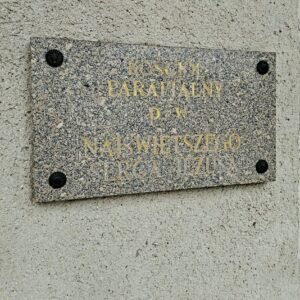 KOŚCIÓŁ
PARAFIALNY
P. W.
NAJŚWIĘTSZEGO
SERCA JEZUSA